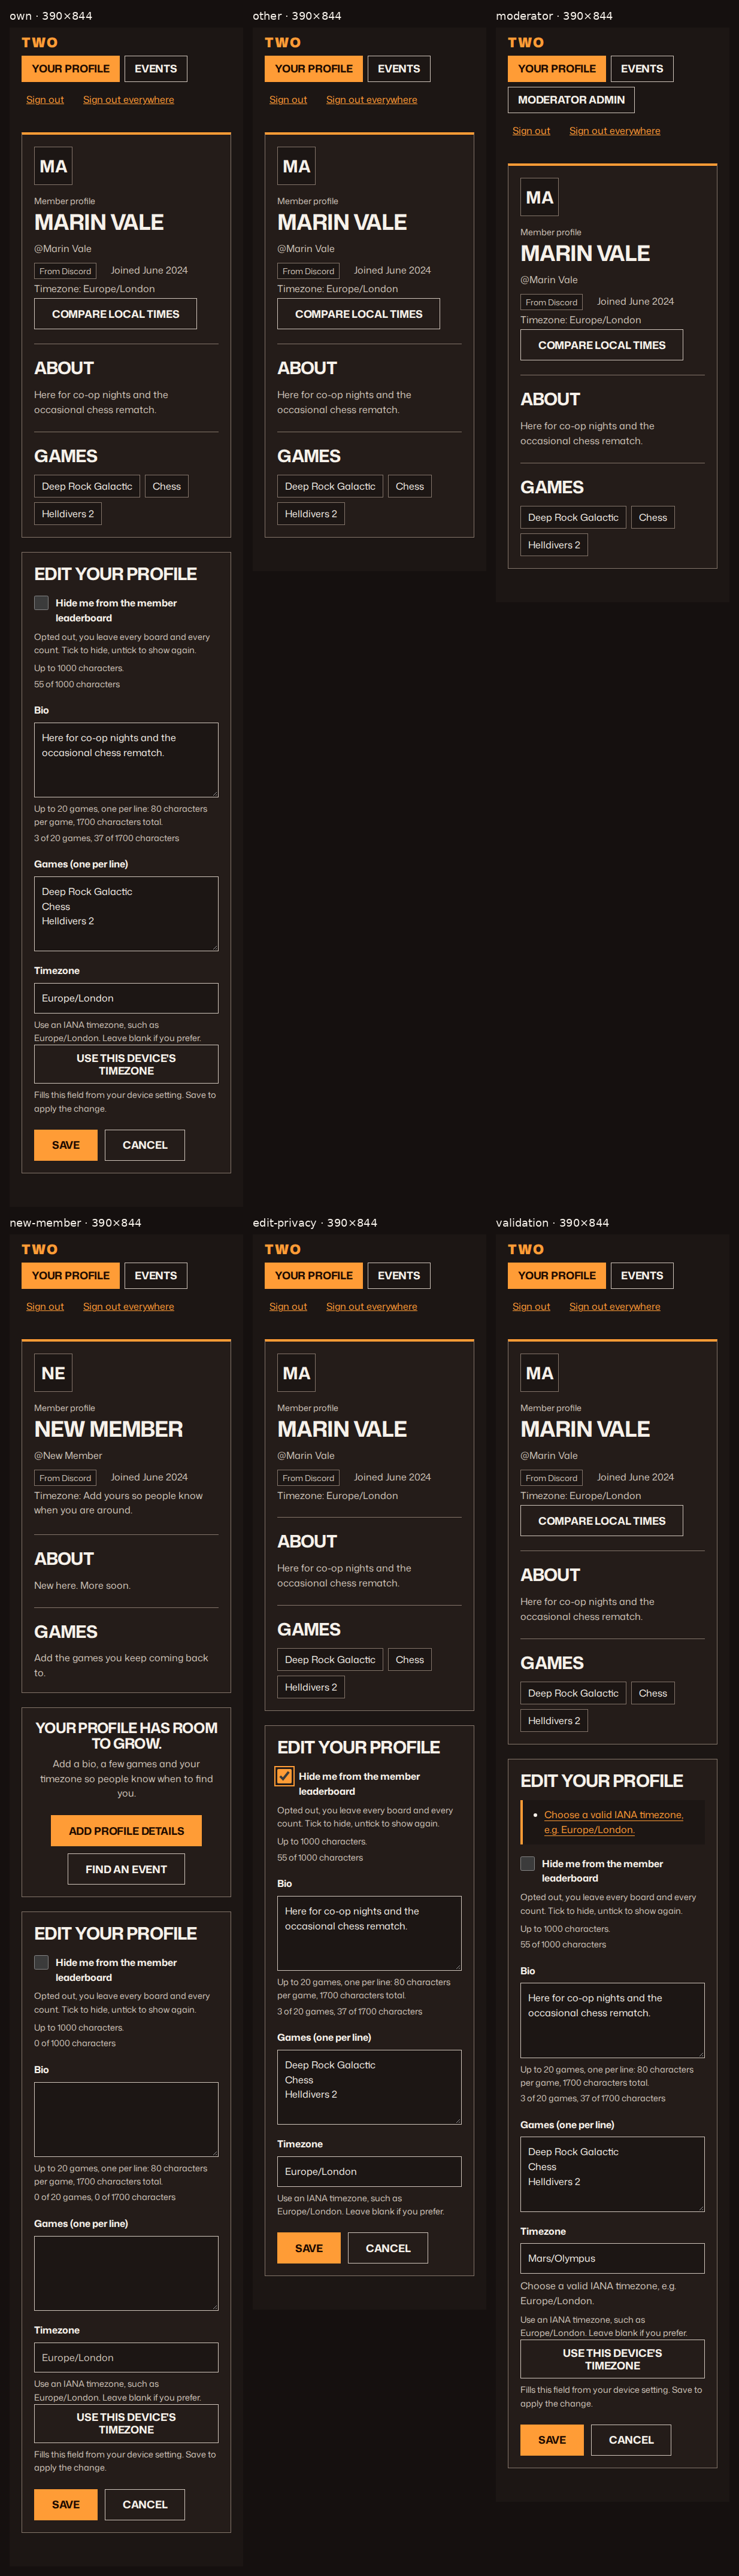 own · 390×844
TWO
YOUR PROFILE
EVENTS
Sign out
Sign out everywhere
MA
Member profile
MARIN VALE
@Marin Vale
From Discord
Joined June 2024
Timezone: Europe/London
COMPARE LOCAL TIMES
ABOUT
Here for co-op nights and the
occasional chess rematch.
GAMES
Deep Rock Galactic
Chess
Helldivers 2
EDIT YOUR PROFILE
Hide me from the member
leaderboard
Opted out, you leave every board and every
count. Tick to hide, untick to show again.
Up to 1000 characters.
55 of 1000 characters
Bio
Here for co-op nights and the
occasional chess rematch.
Up to 20 games, one per line: 80 characters
per game, 1700 characters total.
3 of 20 games, 37 of 1700 characters
Games (one per line)
Deep Rock Galactic
Chess
Helldivers 2
Timezone
Europe/London
Use an IANA timezone, such as
Europe/London. Leave blank if you prefer.
USE THIS DEVICE'S
TIMEZONE
Fills this field from your device setting. Save to
apply the change.
SAVE
CANCEL
other · 390×844
TWO
YOUR PROFILE
EVENTS
Sign out
Sign out everywhere
MA
Member profile
MARIN VALE
@Marin Vale
From Discord
Joined June 2024
Timezone: Europe/London
COMPARE LOCAL TIMES
ABOUT
Here for co-op nights and the
occasional chess rematch.
GAMES
Deep Rock Galactic
Chess
Helldivers 2
moderator · 390×844
TWO
YOUR PROFILE
EVENTS
MODERATOR ADMIN
Sign out
Sign out everywhere
MA
Member profile
MARIN VALE
@Marin Vale
From Discord
Joined June 2024
Timezone: Europe/London
COMPARE LOCAL TIMES
ABOUT
Here for co-op nights and the
occasional chess rematch.
GAMES
Deep Rock Galactic
Chess
Helldivers 2
new-member · 390×844
TWO
YOUR PROFILE
EVENTS
Sign out
Sign out everywhere
NE
Member profile
NEW MEMBER
@New Member
From Discord
Joined June 2024
Timezone: Add yours so people know
when you are around.
ABOUT
New here. More soon.
GAMES
Add the games you keep coming back
to.
YOUR PROFILE HAS ROOM
TO GROW.
Add a bio, a few games and your
timezone so people know when to find
you.
ADD PROFILE DETAILS
FIND AN EVENT
EDIT YOUR PROFILE
Hide me from the member
leaderboard
Opted out, you leave every board and every
count. Tick to hide, untick to show again.
Up to 1000 characters.
0 of 1000 characters
Bio
Up to 20 games, one per line: 80 characters
per game, 1700 characters total.
0 of 20 games, 0 of 1700 characters
Games (one per line)
Timezone
Europe/London
Use an IANA timezone, such as
Europe/London. Leave blank if you prefer.
USE THIS DEVICE'S
TIMEZONE
Fills this field from your device setting. Save to
apply the change.
SAVE
CANCEL
edit-privacy · 390×844
TWO
YOUR PROFILE
EVENTS
Sign out
Sign out everywhere
MA
Member profile
MARIN VALE
@Marin Vale
From Discord
Joined June 2024
Timezone: Europe/London
ABOUT
Here for co-op nights and the
occasional chess rematch.
GAMES
Deep Rock Galactic
Chess
Helldivers 2
EDIT YOUR PROFILE
Hide me from the member
leaderboard
Opted out, you leave every board and every
count. Tick to hide, untick to show again.
Up to 1000 characters.
55 of 1000 characters
Bio
Here for co-op nights and the
occasional chess rematch.
Up to 20 games, one per line: 80 characters
per game, 1700 characters total.
3 of 20 games, 37 of 1700 characters
Games (one per line)
Deep Rock Galactic
Chess
Helldivers 2
Timezone
Europe/London
Use an IANA timezone, such as
Europe/London. Leave blank if you prefer.
SAVE
CANCEL
validation · 390×844
TWO
YOUR PROFILE
EVENTS
Sign out
Sign out everywhere
MA
Member profile
MARIN VALE
@Marin Vale
From Discord
Joined June 2024
Timezone: Europe/London
COMPARE LOCAL TIMES
ABOUT
Here for co-op nights and the
occasional chess rematch.
GAMES
Deep Rock Galactic
Chess
Helldivers 2
EDIT YOUR PROFILE
Choose a valid IANA timezone,
e.g. Europe/London.
Hide me from the member
leaderboard
Opted out, you leave every board and every
count. Tick to hide, untick to show again.
Up to 1000 characters.
55 of 1000 characters
Bio
Here for co-op nights and the
occasional chess rematch.
Up to 20 games, one per line: 80 characters
per game, 1700 characters total.
3 of 20 games, 37 of 1700 characters
Games (one per line)
Deep Rock Galactic
Chess
Helldivers 2
Timezone
Mars/Olympus
Choose a valid IANA timezone, e.g.
Europe/London.
Use an IANA timezone, such as
Europe/London. Leave blank if you prefer.
USE THIS DEVICE'S
TIMEZONE
Fills this field from your device setting. Save to
apply the change.
SAVE
CANCEL